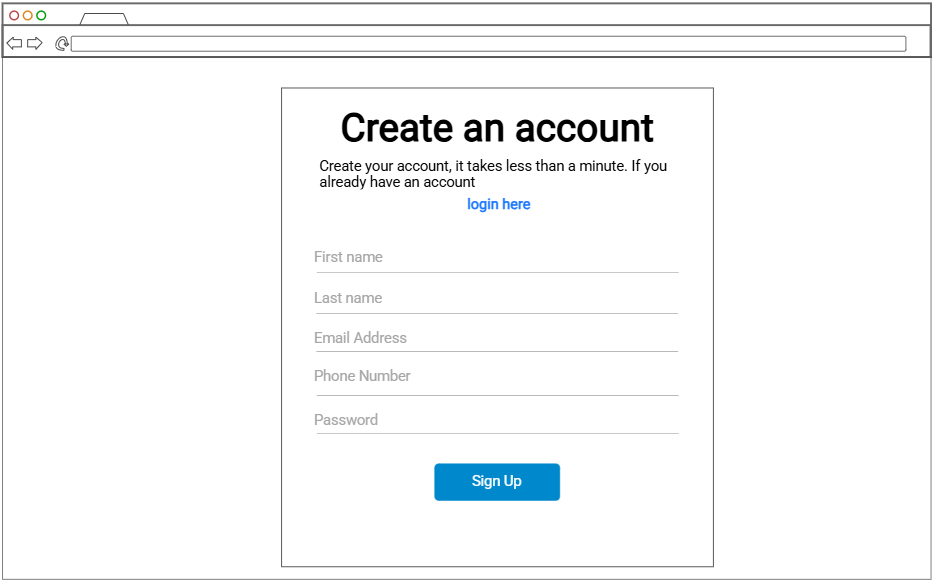 Create an account
Create your account, it takes less than a minute. If you
already have an account
login here
First name
Last name
Email Address
Phone Number
Password
Sign Up